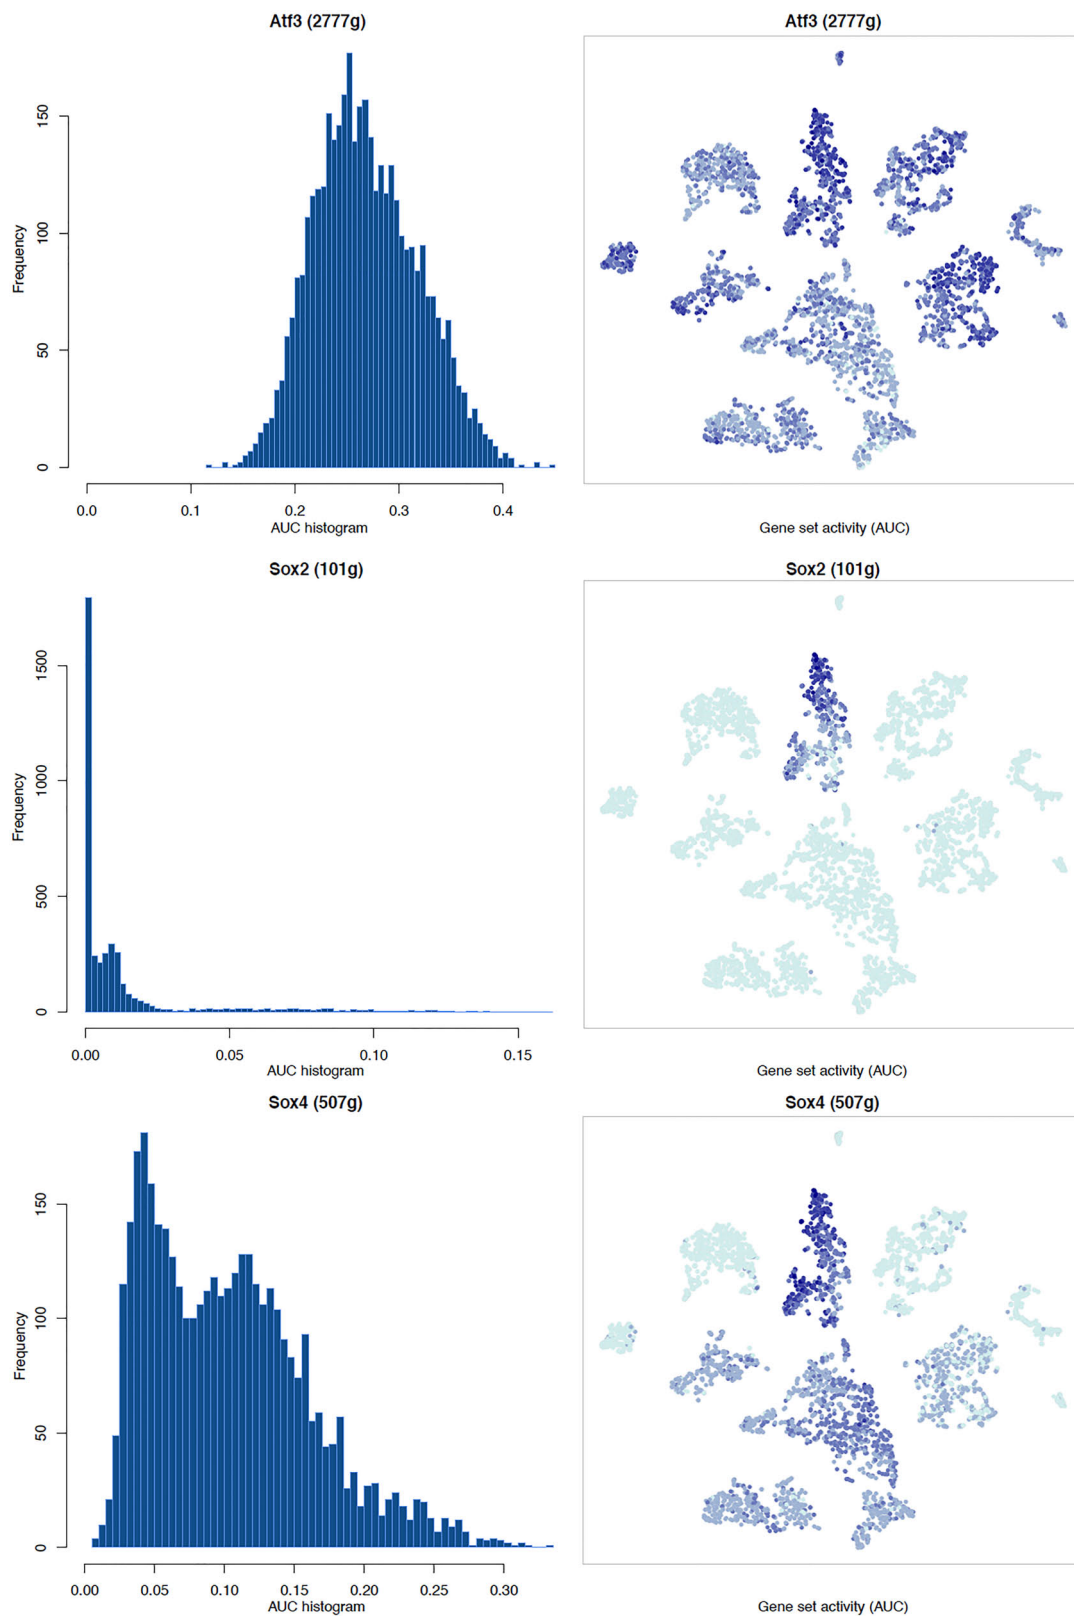 Atf3 (2777g)
Atf3 (2777g)
Frequency
150
100
50
0
0.0 0.1 0.2 0.3 0.4
AUC histogram
Gene set activity (AUC)
Sox2 (101g)
Sox2 (101g)
Frequency
1500
1000
500
0
0.00 0.05 0.10 0.15
AUC histogram
Gene set activity (AUC)
Sox4 (507g)
Sox4 (507g)
Frequency
150
100
50
0
0.00 0.05 0.10 0.15 0.20 0.25 0.30
AUC histogram
Gene set activity (AUC)